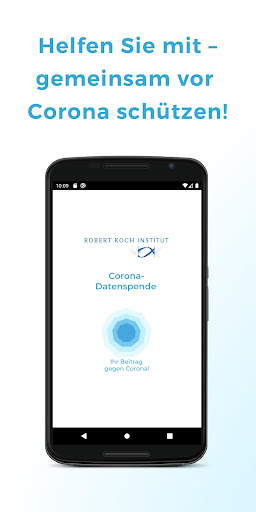 Helfen Sie mit –
gemeinsam vor
Corona schützen!
10:09
ROBERT KOCH INSTITUT
Corona-
Datenspende
Ihr Beitrag
gegen Corona!